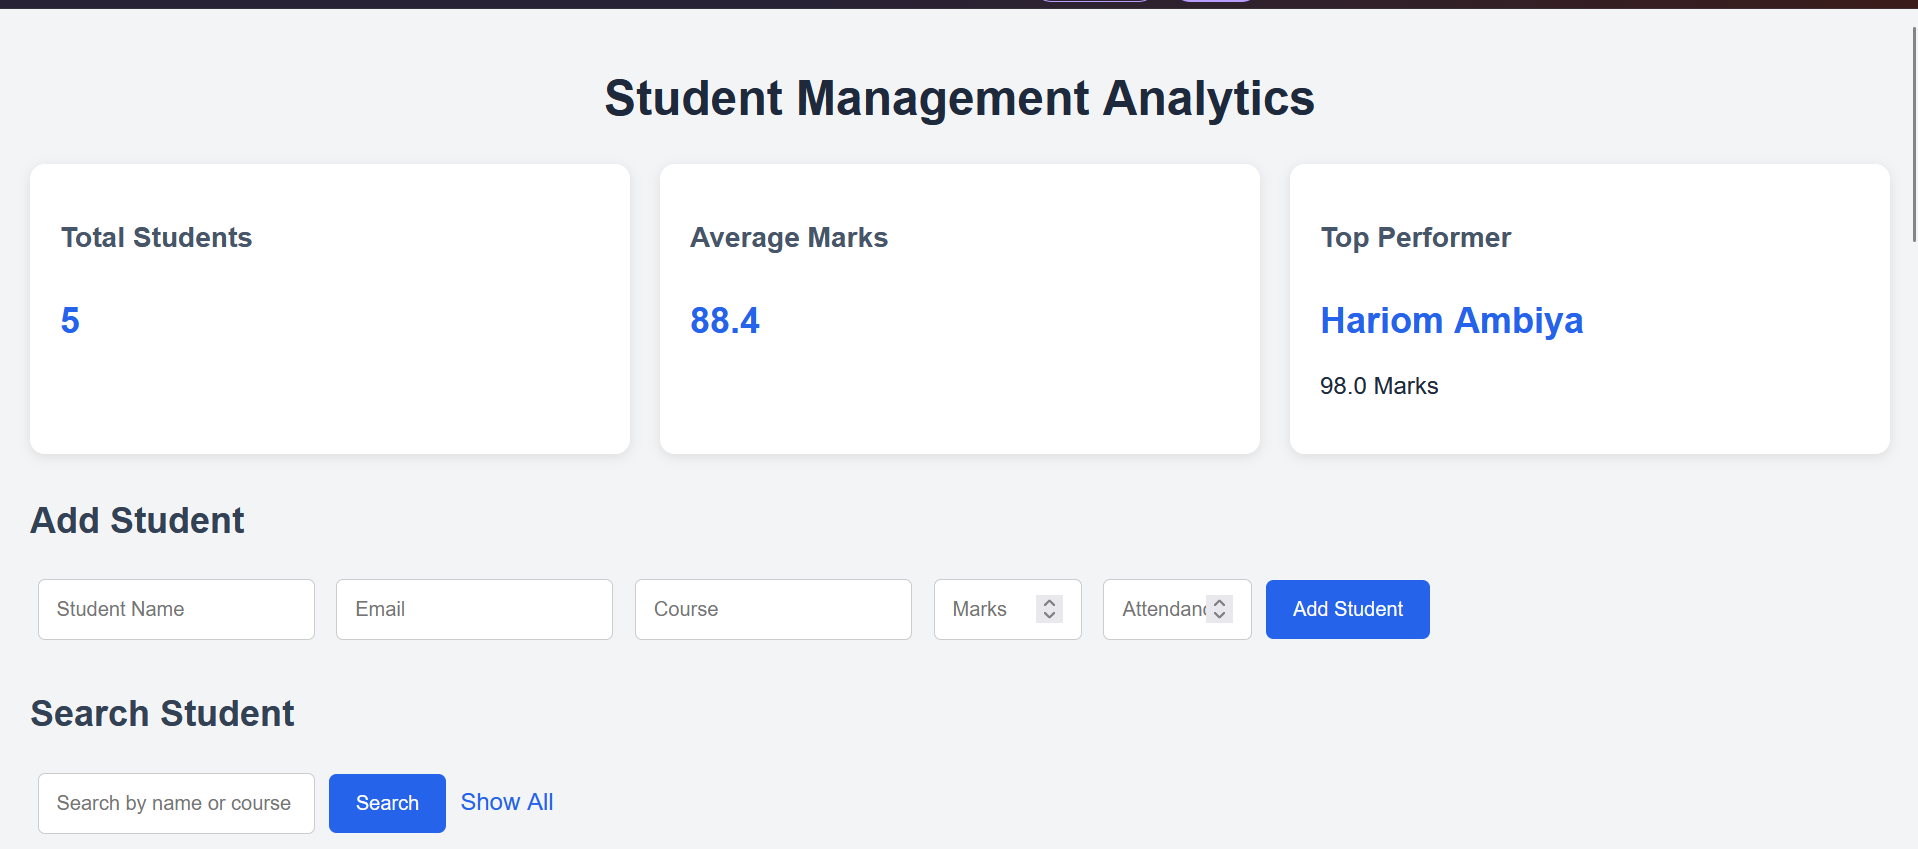 Student Management Analytics
Total Students
5
Average Marks
88.4
Top Performer
Hariom Ambiya
98.0 Marks
Add Student
Student Name
Email
Course
Marks
Attendanc
Add Student
Search Student
Search by name or course
Search
Show All